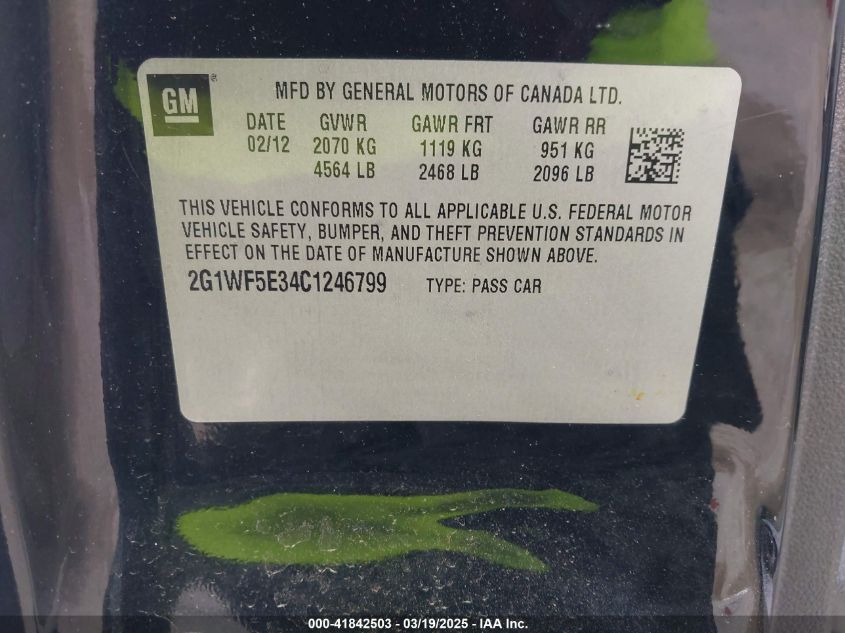 GM®
MFD BY GENERAL MOTORS OF CANADA LTD.
DATE GVWR GAWR FRT GAWR RR
02/12 2070 KG 1119 KG 951 KG
4564 LB 2468 LB 2096 LB
THIS VEHICLE CONFORMS TO ALL APPLICABLE U.S. FEDERAL MOTOR
VEHICLE SAFETY, BUMPER, AND THEFT PREVENTION STANDARDS IN
EFFECT ON THE DATE OF MANUFACTURE SHOWN ABOVE.
2G1WF5E34C1246799 TYPE: PASS CAR
000-41842503 - 03/19/2025 - IAA, Inc.